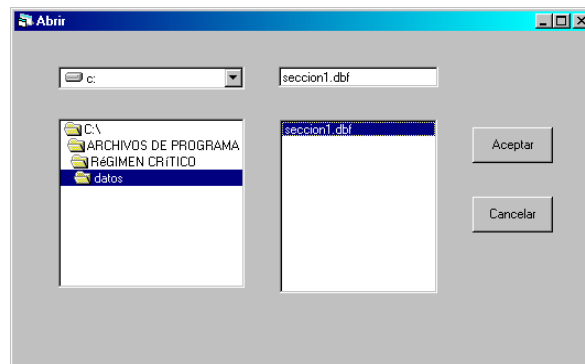 Abrir
c:
seccion1.dbf
C:\
ARCHIVOS DE PROGRAMA
RéGIMEN CRíTICO
datos
seccion1.dbf
Aceptar
Cancelar